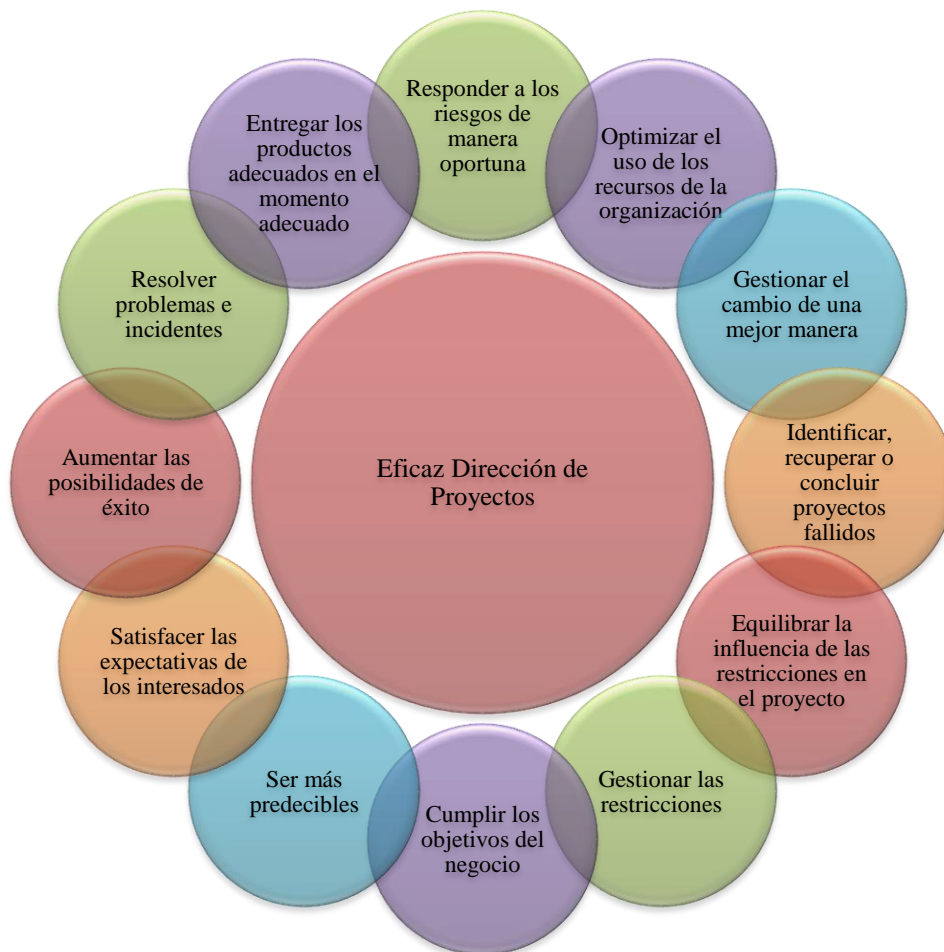 Responder a los
riesgos de
manera
oportuna
Optimizar el
uso de los
recursos de la
organización
Gestionar el
cambio de una
mejor manera
Identificar,
recuperar o
concluir
proyectos
fallidos
Equilibrar la
influencia de las
restricciones en
el proyecto
Gestionar las
restricciones
Cumplir los
objetivos del
negocio
Ser más
predecibles
Satisfacer las
expectativas de
los interesados
Aumentar las
posibilidades de
éxito
Resolver
problemas e
incidentes
Entregar los
productos
adecuados en el
momento
adecuado
Eficaz Dirección de
Proyectos